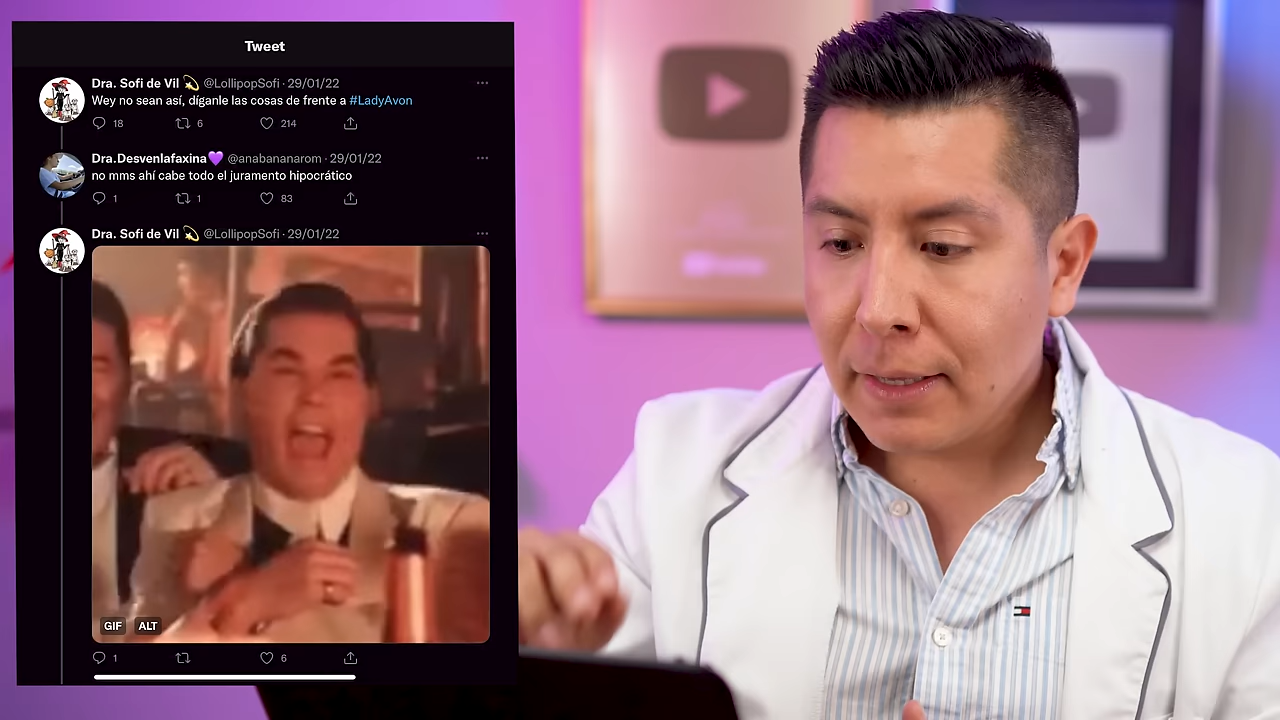 Tweet
Dra. Sofi de Vil 💫 @LollipopSofi · 29/01/22
Wey no sean así, díganle las cosas de frente a #LadyAvon
18 6 214
Dra.Desvenlafaxina💜 @anabananarom · 29/01/22
no mms ahí cabe todo el juramento hipocrático
1 1 83
Dra. Sofi de Vil 💫 @LollipopSofi · 29/01/22
GIF ALT
1 6